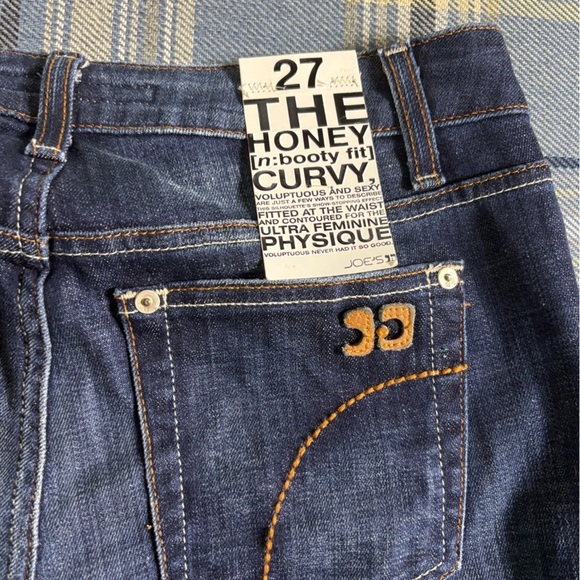 27
THE
HONEY
[n:booty fit]
CURVY,
VOLUPTUOUS AND SEXY
ARE JUST A FEW WAYS TO DESCRIBE
THIS SILHOUETTE'S SHOW-STOPPING EFFECT
FITTED AT THE WAIST
AND CONTOURED FOR THE
ULTRA FEMININE
PHYSIQUE
VOLUPTUOUS NEVER HAD IT SO GOOD
JOE'S